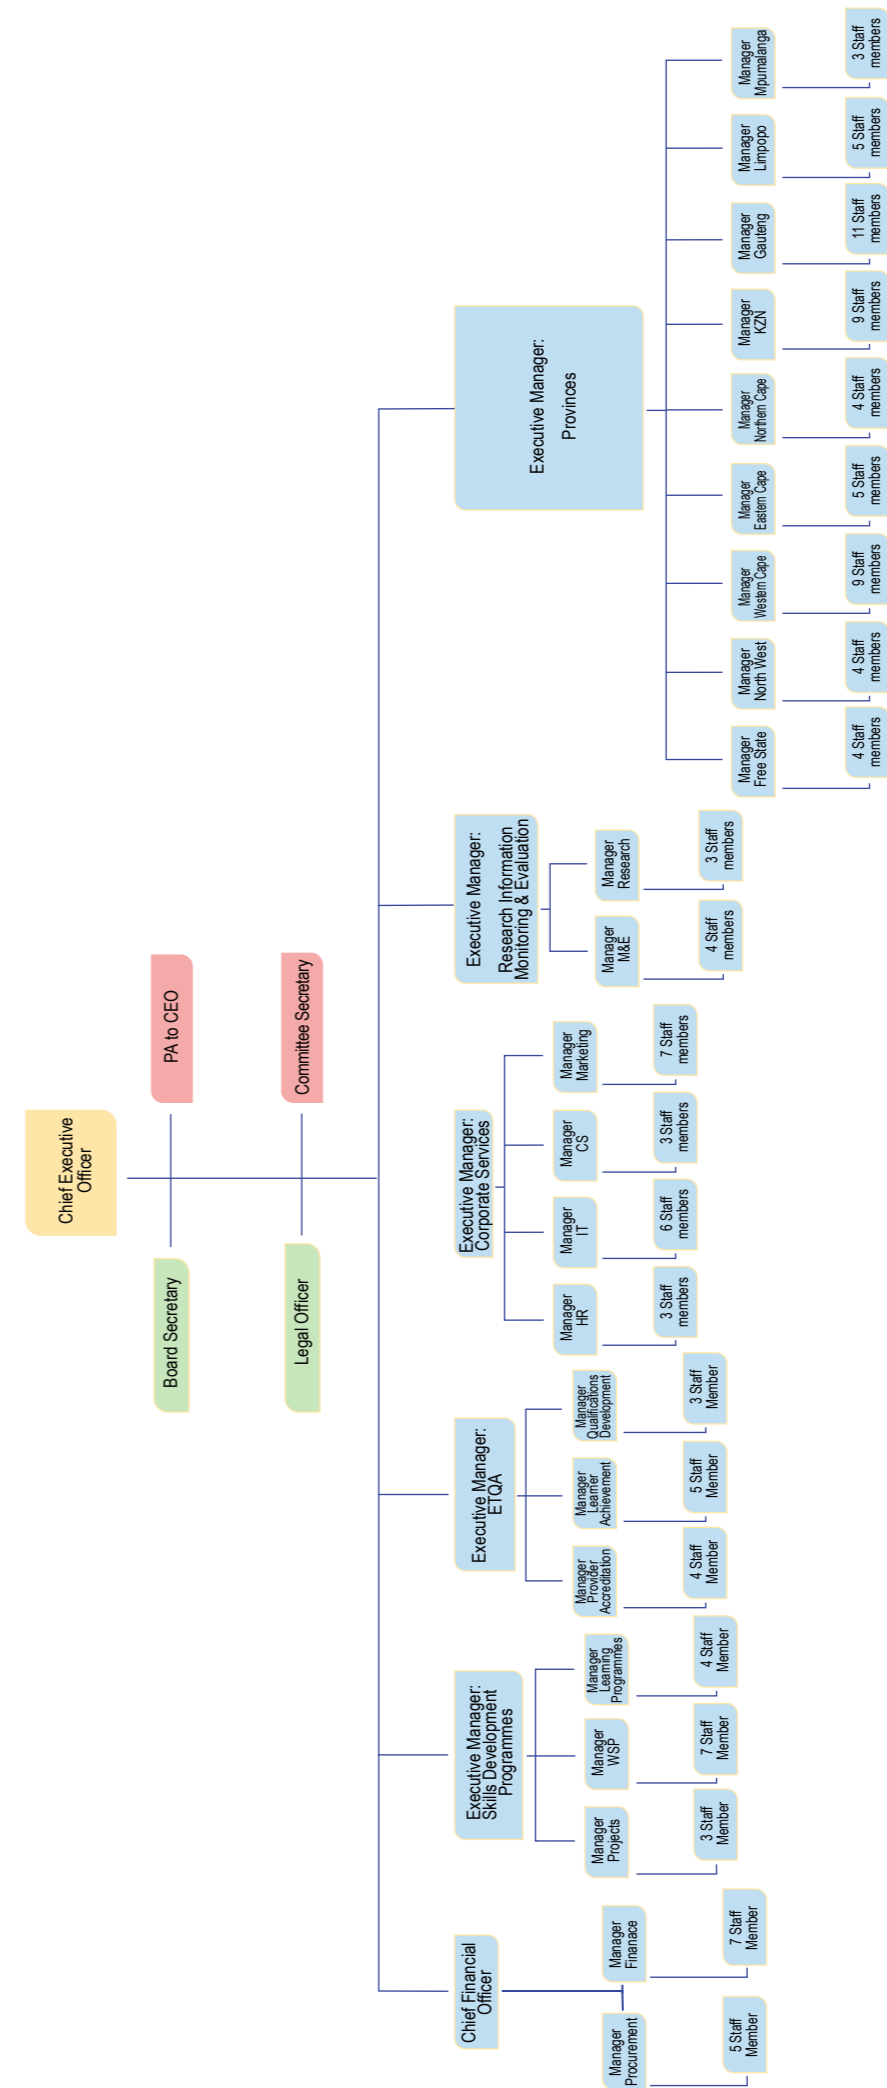 Chief Executive
Officer
Board Secretary
PA to CEO
Legal Officer
Committee Secretary
Chief Financial
Officer
Manager
Procurement
5 Staff
Member
Manager
Finanace
7 Staff
Member
Executive Manager:
Skills Development
Programmes
Manager
Projects
3 Staff
Member
Manager
WSP
7 Staff
Member
Manager
Learning
Programmes
4 Staff
Member
Executive Manager:
ETQA
Manager
Provider
Accreditation
4 Staff
Member
Manager
Learner
Achievement
5 Staff
Member
Manager
Qualifications
Development
3 Staff
Member
Executive Manager:
Corporate Services
Manager
HR
3 Staff
members
Manager
IT
6 Staff
members
Manager
CS
3 Staff
members
Manager
Marketing
7 Staff
members
Executive Manager:
Research Information
Monitoring & Evaluation
Manager
M&E
4 Staff
members
Manager
Research
3 Staff
members
Executive Manager:
Provinces
Manager
Free State
4 Staff
members
Manager
North West
4 Staff
members
Manager
Western Cape
9 Staff
members
Manager
Eastern Cape
5 Staff
members
Manager
Northern Cape
4 Staff
members
Manager
KZN
9 Staff
members
Manager
Gauteng
11 Staff
members
Manager
Limpopo
5 Staff
members
Manager
Mpumalanga
3 Staff
members